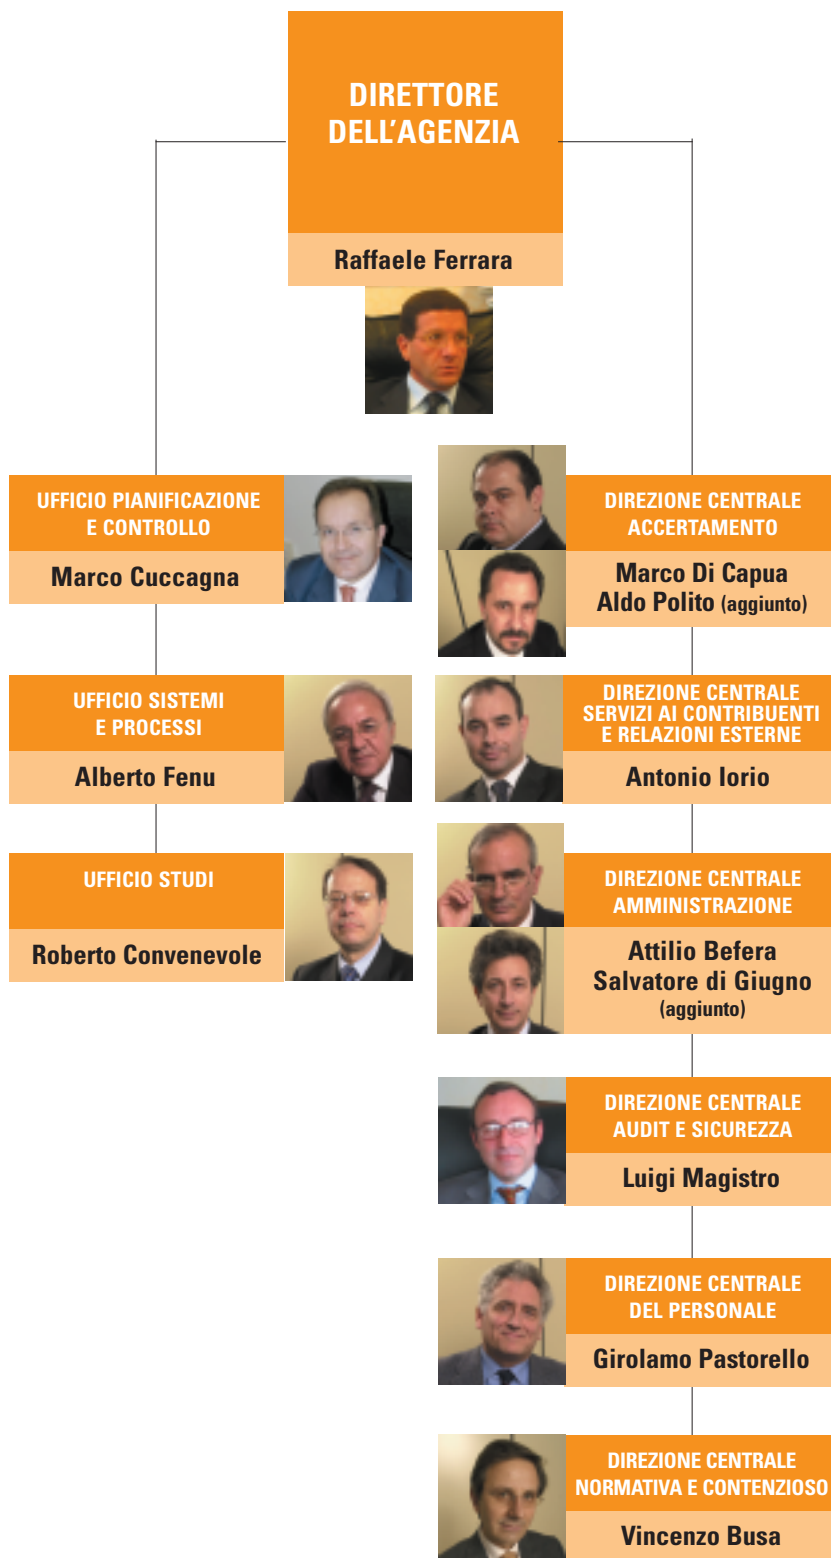 DIRETTORE
DELL'AGENZIA
Raffaele Ferrara
UFFICIO PIANIFICAZIONE
E CONTROLLO
Marco Cuccagna
UFFICIO SISTEMI
E PROCESSI
Alberto Fenu
UFFICIO STUDI
Roberto Convenevole
DIREZIONE CENTRALE
ACCERTAMENTO
Marco Di Capua
Aldo Polito (aggiunto)
DIREZIONE CENTRALE
SERVIZI AI CONTRIBUENTI
E RELAZIONI ESTERNE
Antonio Iorio
DIREZIONE CENTRALE
AMMINISTRAZIONE
Attilio Befera
Salvatore di Giugno
(aggiunto)
DIREZIONE CENTRALE
AUDIT E SICUREZZA
Luigi Magistro
DIREZIONE CENTRALE
DEL PERSONALE
Girolamo Pastorello
DIREZIONE CENTRALE
NORMATIVA E CONTENZIOSO
Vincenzo Busa